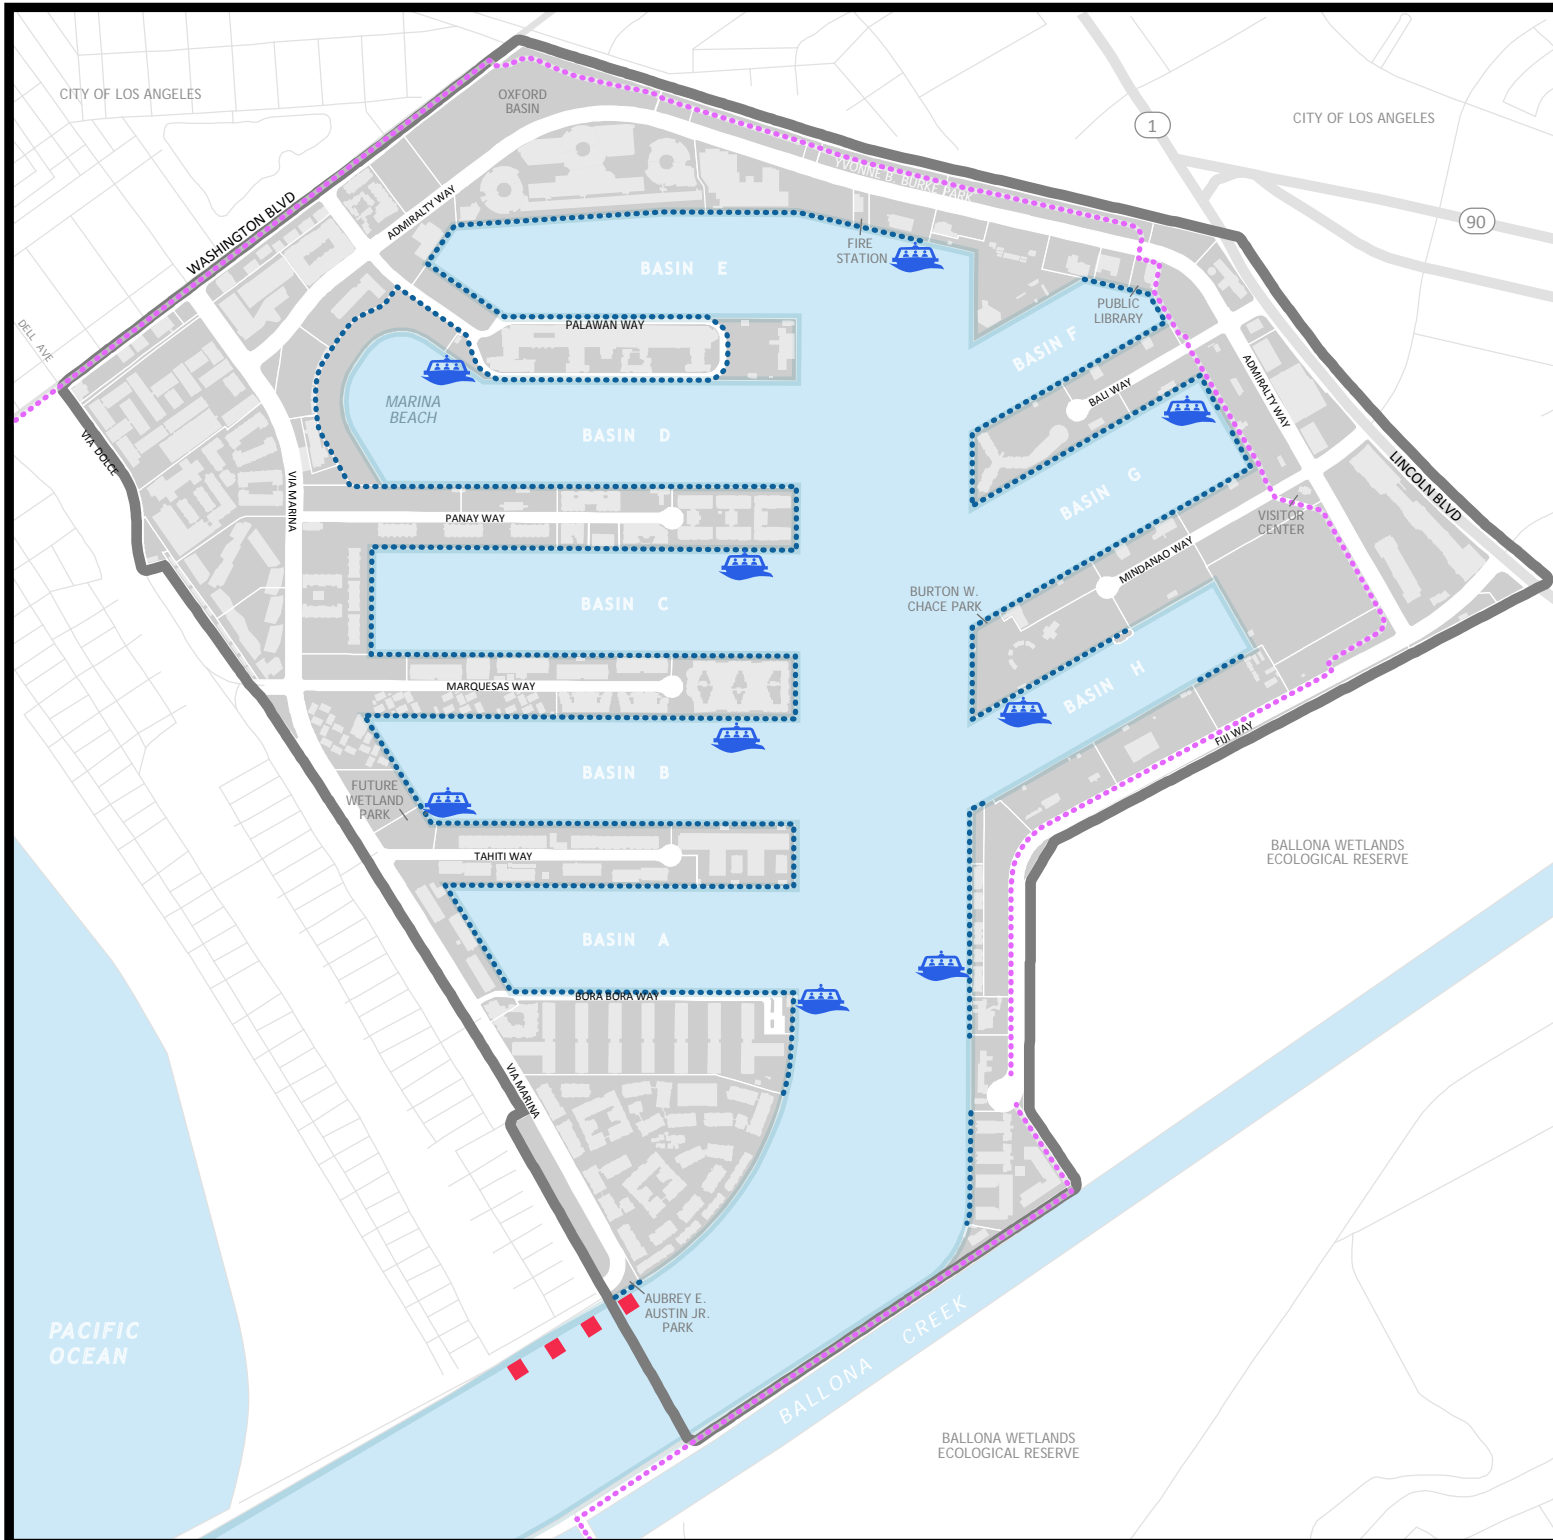 CITY OF LOS ANGELES
OXFORD
BASIN
1
CITY OF LOS ANGELES
YVONNE B. BURKE PARK
WASHINGTON BLVD
ADMIRALTY WAY
90
FIRE
STATION
BASIN E
PUBLIC
LIBRARY
PALAWAN WAY
DELL AVE
BASIN F
MARINA
BEACH
BALI WAY
ADMIRALTY WAY
BASIN D
VIA DOLCE
VIA MARINA
BASIN G
LINCOLN BLVD
PANAY WAY
VISITOR
CENTER
MINDANAO WAY
BURTON W.
CHACE PARK
BASIN C
MARQUESAS WAY
BASIN H
FIJI WAY
BASIN B
FUTURE
WETLAND
PARK
TAHITI WAY
BALLONA WETLANDS
ECOLOGICAL RESERVE
BASIN A
BORA BORA WAY
VIA MARINA
AUBREY E.
AUSTIN JR.
PARK
PACIFIC
OCEAN
BALLONA CREEK
BALLONA WETLANDS
ECOLOGICAL RESERVE